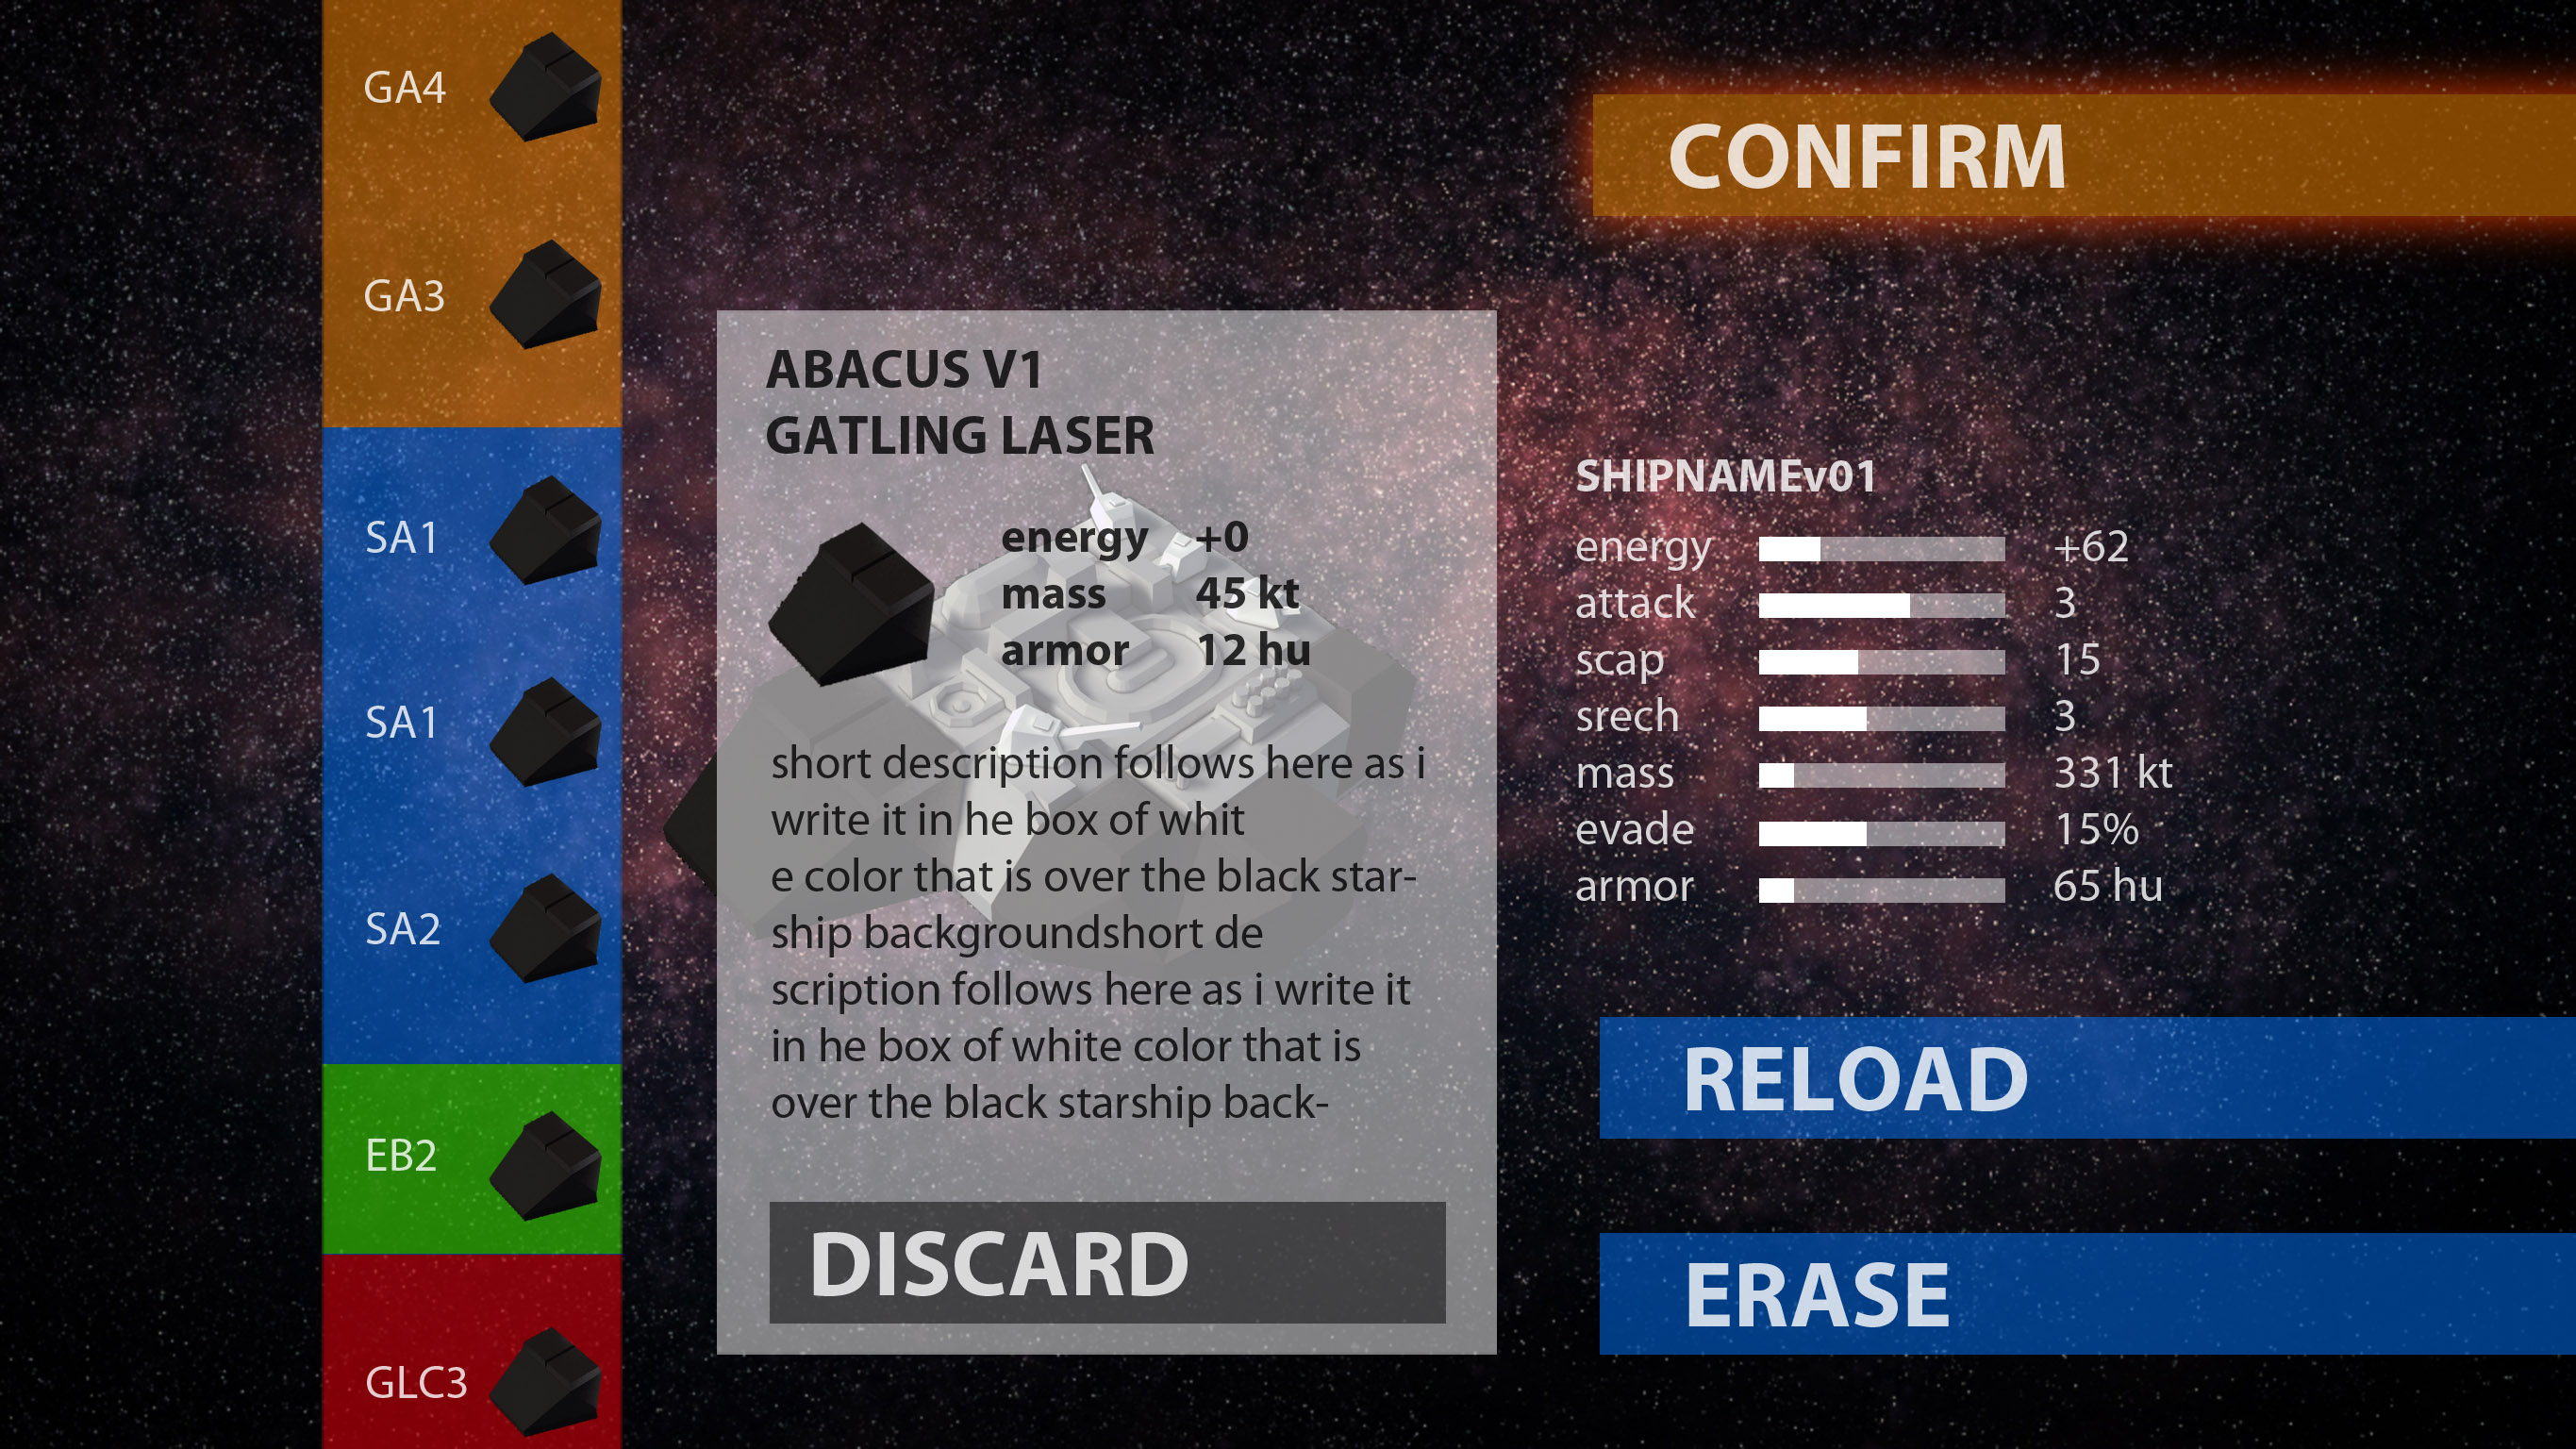 GA4
GA3
SA1
SA1
SA2
EB2
GLC3
ABACUS V1
GATLING LASER
energy +0
mass 45 kt
armor 12 hu
short description follows here as i
write it in he box of whit
e color that is over the black star-
ship backgroundshort de
scription follows here as i write it
in he box of white color that is
over the black starship back-
DISCARD
CONFIRM
SHIPNAMEv01
energy +62
attack 3
scap 15
srech 3
mass 331 kt
evade 15%
armor 65 hu
RELOAD
ERASE